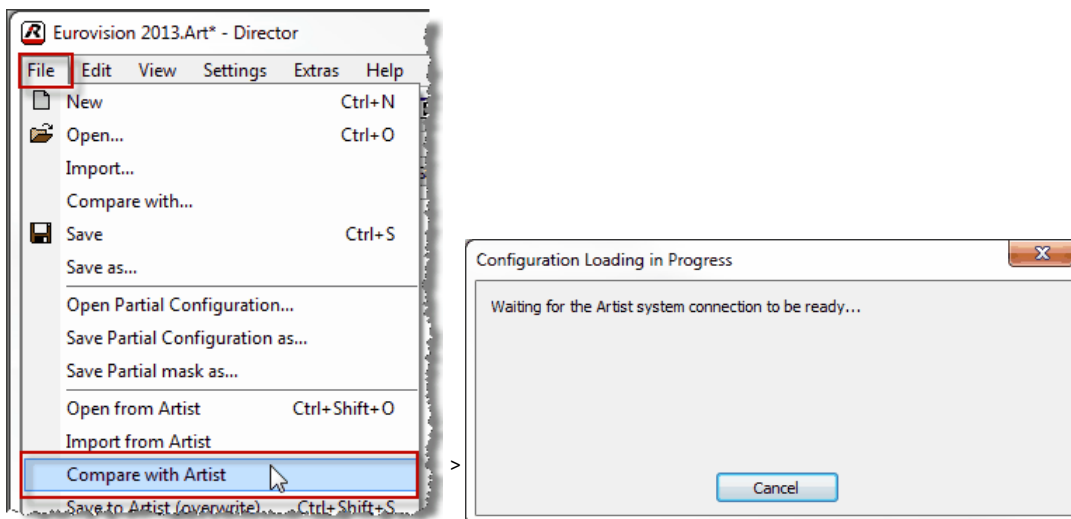 Eurovision 2013.Art* - Director
File Edit View Settings Extras Help
New Ctrl+N
Open... Ctrl+O
Import...
Compare with...
Save Ctrl+S
Save as...
Open Partial Configuration...
Save Partial Configuration as...
Save Partial mask as...
Open from Artist Ctrl+Shift+O
Import from Artist
Compare with Artist
Save to Artist (overwrite)... Ctrl+Shift+S
>
Configuration Loading in Progress
Waiting for the Artist system connection to be ready...
Cancel